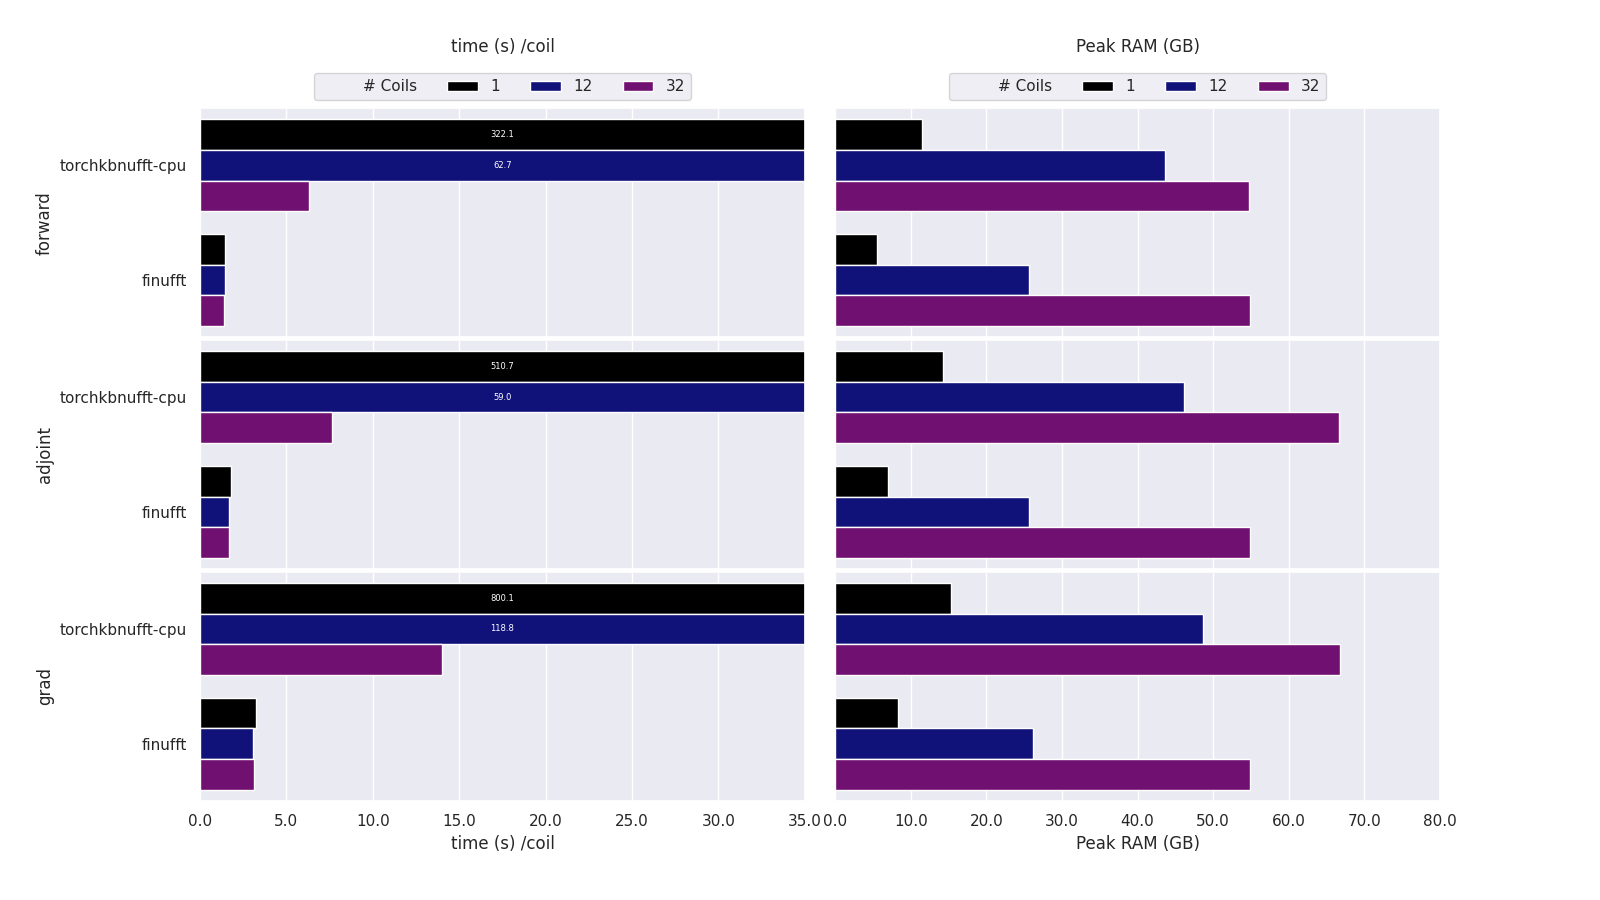 time (s) /coil
Peak RAM (GB)
# Coils 1 12 32
# Coils 1 12 32
forward
torchkbnufft-cpu
322.1
62.7
finufft
adjoint
torchkbnufft-cpu
510.7
59.0
finufft
grad
torchkbnufft-cpu
800.1
118.8
finufft
0.0 5.0 10.0 15.0 20.0 25.0 30.0 35.0
0.0 10.0 20.0 30.0 40.0 50.0 60.0 70.0 80.0
time (s) /coil
Peak RAM (GB)